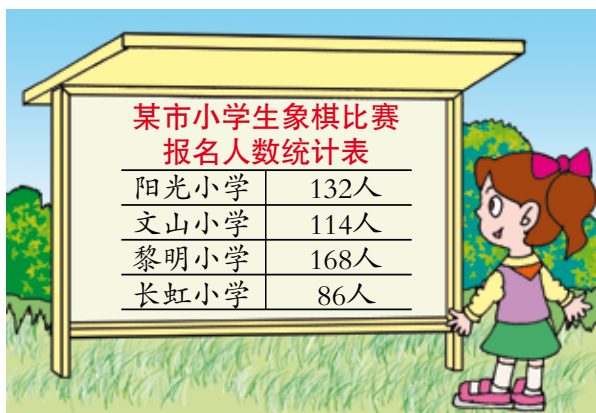 某市小学生象棋比赛
报名人数统计表
阳光小学 132人
文山小学 114人
黎明小学 168人
长虹小学 86人